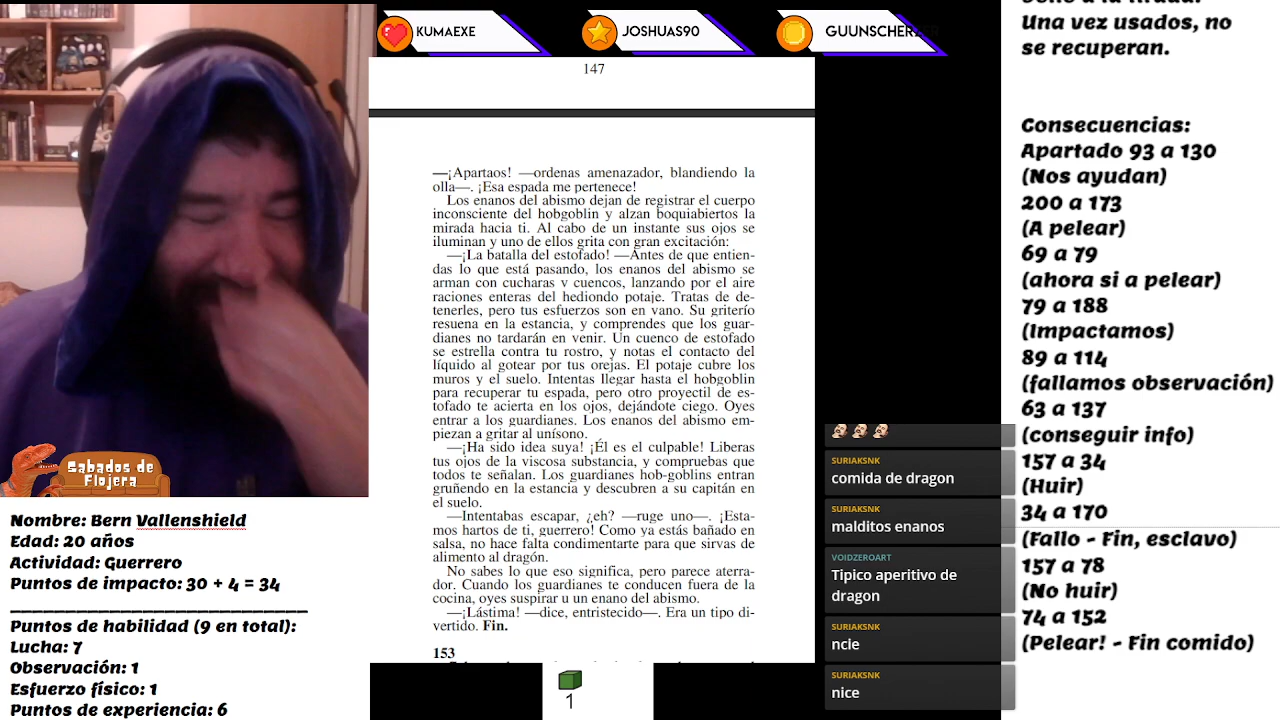 KUMAEXE
JOSHUAS90
GUUNSCHERZER
147
—¡Apartaos! —ordenas amenazador, blandiendo la
olla—. ¡Esa espada me pertenece!
Los enanos del abismo dejan de registrar el cuerpo
inconsciente del hobgoblin y alzan boquiabiertos la
mirada hacia ti. Al cabo de un instante sus ojos se
iluminan y uno de ellos grita con gran excitación:
—¡La batalla del estofado! —Antes de que entien-
das lo que está pasando, los enanos del abismo se
arman con cucharas y cuencos, lanzando por el aire
raciones enteras del hediondo potaje. Tratas de de-
tenerles, pero tus esfuerzos son en vano. Su griterío
resuena en la estancia, y comprendes que los guar-
dianes no tardarán en venir. Un cuenco de estofado
se estrella contra tu rostro, y notas el contacto del
líquido al gotear por tus orejas. El potaje cubre los
muros y el suelo. Intentas llegar hasta el hobgoblin
para recuperar tu espada, pero otro proyectil de es-
tofado te acierta en los ojos, dejándote ciego. Oyes
entrar a los guardianes. Los enanos del abismo em-
piezan a gritar al unísono.
—¡Ha sido idea suya! ¡Él es el culpable! Liberas
tus ojos de la viscosa substancia, y compruebas que
todos te señalan. Los guardianes hob-goblins entran
gruñendo en la estancia y descubren a su capitán en
el suelo.
—Intentabas escapar, ¿eh? —ruge uno—. ¡Esta-
mos hartos de ti, guerrero! Como ya estás bañado en
salsa, no hace falta condimentarte para que sirvas de
alimento al dragón.
No sabes lo que eso significa, pero parece aterra-
dor. Cuando los guardianes te conducen fuera de la
cocina, oyes suspirar u un enano del abismo.
—¡Lástima! —dice, entristecido—. Era un tipo di-
vertido. Fin.
153
1
Sabados de
Flojera
Nombre: Bern Vallenshield
Edad: 20 años
Actividad: Guerrero
Puntos de impacto: 30 + 4 = 34
Puntos de habilidad (9 en total):
Lucha: 7
Observación: 1
Esfuerzo físico: 1
Puntos de experiencia: 6
SURIAKSNK
comida de dragon
SURIAKSNK
malditos enanos
VOIDZEROART
Tipico aperitivo de
dragon
SURIAKSNK
ncie
SURIAKSNK
nice
Una vez usados, no
se recuperan.
Consecuencias:
Apartado 93 a 130
(Nos ayudan)
200 a 173
(A pelear)
69 a 79
(ahora si a pelear)
79 a 188
(Impactamos)
89 a 114
(fallamos observación)
63 a 137
(conseguir info)
157 a 34
(Huir)
34 a 170
(Fallo - Fin, esclavo)
157 a 78
(No huir)
74 a 152
(Pelear! - Fin comido)